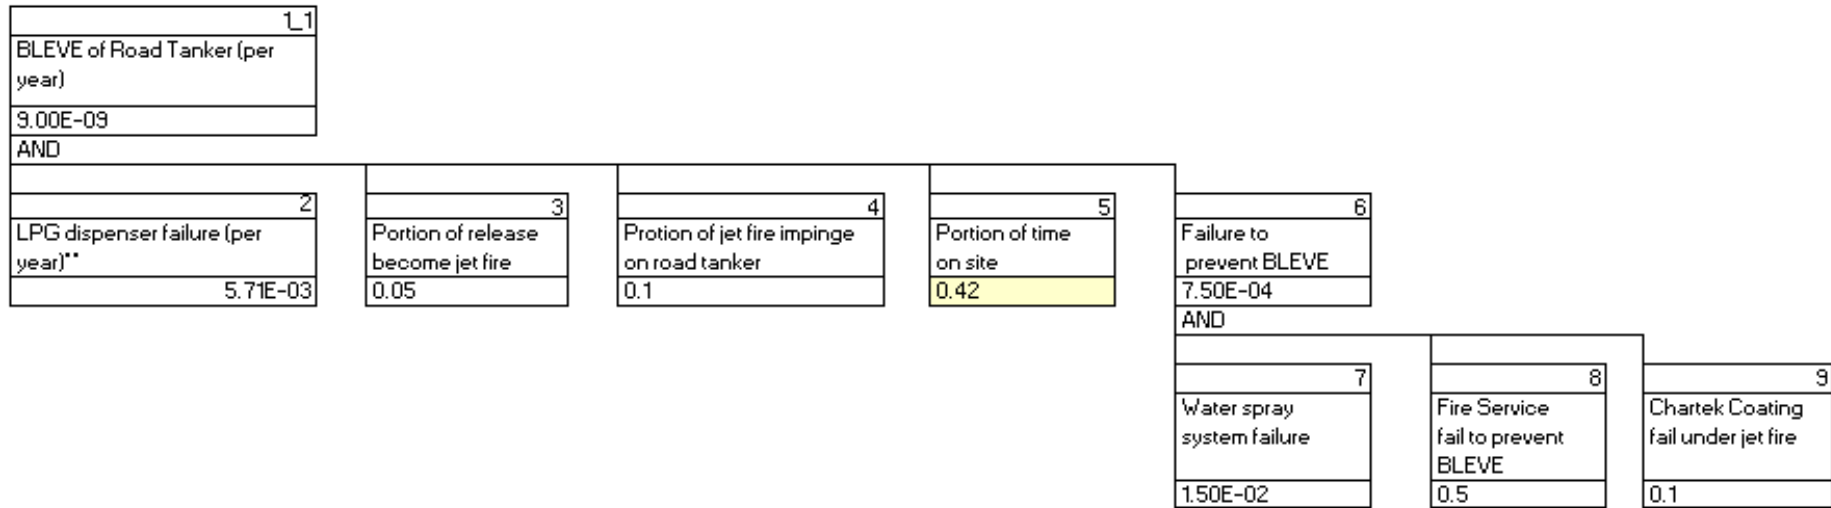 1_1
BLEVE of Road Tanker (per
year)
9.00E-09
AND
2
LPG dispenser failure (per
year)**
5.71E-03
3
Portion of release
become jet fire
0.05
4
Protion of jet fire impinge
on road tanker
0.1
5
Portion of time
on site
0.42
6
Failure to
prevent BLEVE
7.50E-04
AND
7
Water spray
system failure
1.50E-02
8
Fire Service
fail to prevent
BLEVE
0.5
9
Chartek Coating
fail under jet fire
0.1